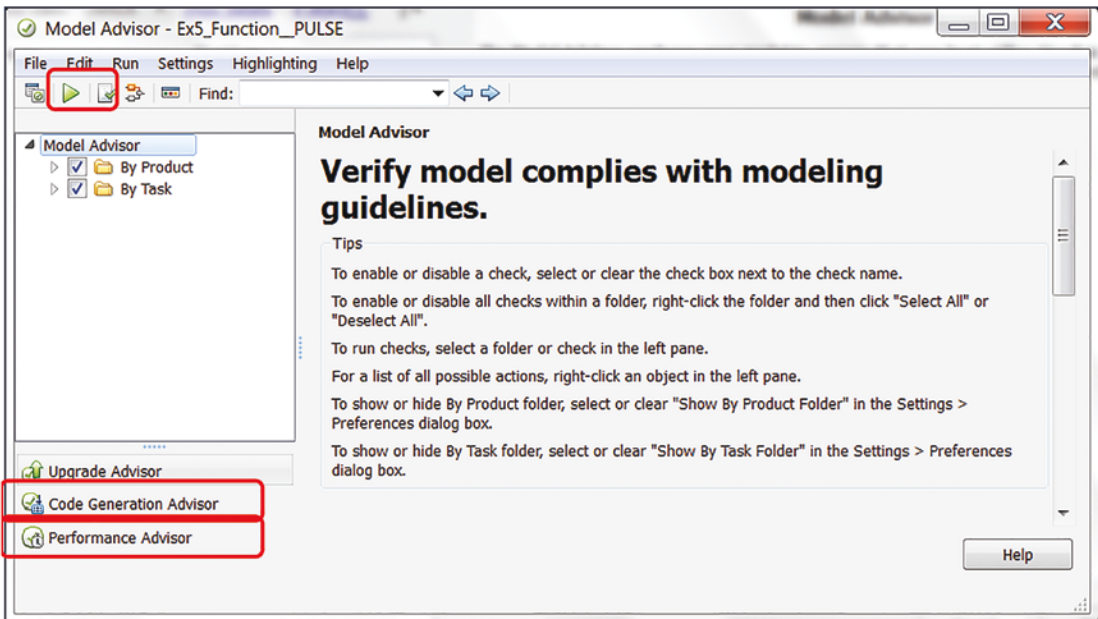 Model Advisor - Ex5_Function__PULSE
File Edit Run Settings Highlighting Help
Find:
Model Advisor
By Product
By Task
Model Advisor
Verify model complies with modeling
guidelines.
Tips
To enable or disable a check, select or clear the check box next to the check name.
To enable or disable all checks within a folder, right-click the folder and then click "Select All" or
"Deselect All".
To run checks, select a folder or check in the left pane.
For a list of all possible actions, right-click an object in the left pane.
To show or hide By Product folder, select or clear "Show By Product Folder" in the Settings >
Preferences dialog box.
To show or hide By Task folder, select or clear "Show By Task Folder" in the Settings > Preferences
dialog box.
Upgrade Advisor
Code Generation Advisor
Performance Advisor
Help